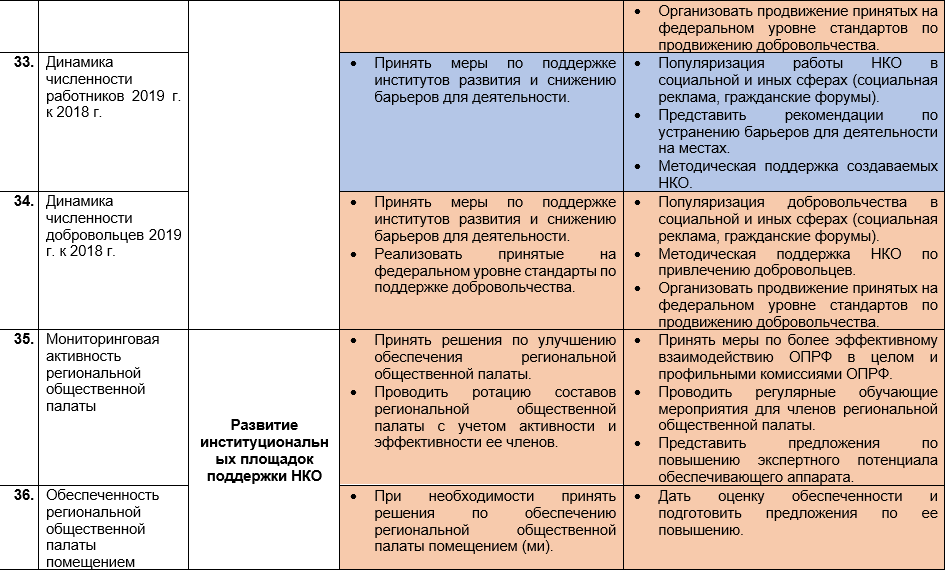 • Организовать продвижение принятых на
федеральном уровне стандартов по
продвижению добровольчества.
33. Динамика
численности
работников 2019 г.
к 2018 г.
• Принять меры по поддержке
институтов развития и снижению
барьеров для деятельности.
• Популяризация работы НКО в
социальной и иных сферах (социальная
реклама, гражданские форумы).
• Представить рекомендации по
устранению барьеров для деятельности
на местах.
• Методическая поддержка создаваемых
НКО.
34. Динамика
численности
добровольцев 2019
г. к 2018 г.
• Принять меры по поддержке
институтов развития и снижению
барьеров для деятельности.
• Реализовать принятые на
федеральном уровне стандарты по
поддержке добровольчества.
• Популяризация добровольчества в
социальной и иных сферах (социальная
реклама, гражданские форумы).
• Методическая поддержка НКО по
привлечению добровольцев.
• Организовать продвижение принятых на
федеральном уровне стандартов по
продвижению добровольчества.
35. Мониторинговая
активность
региональной
общественной
палаты
Развитие
институциональн
ых площадок
поддержки НКО
• Принять решения по улучшению
обеспечения региональной
общественной палаты.
• Проводить ротацию составов
региональной общественной
палаты с учетом активности и
эффективности ее членов.
• Принять меры по более эффективному
взаимодействию ОПРФ в целом и
профильными комиссиями ОПРФ.
• Проводить регулярные обучающие
мероприятия для членов региональной
общественной палаты.
• Представить предложения по
повышению экспертного потенциала
обеспечивающего аппарата.
36. Обеспеченность
региональной
общественной
палаты
помещением
• При необходимости принять
решения по обеспечению
региональной общественной
палаты помещением (ми).
• Дать оценку обеспеченности и
подготовить предложения по ее
повышению.